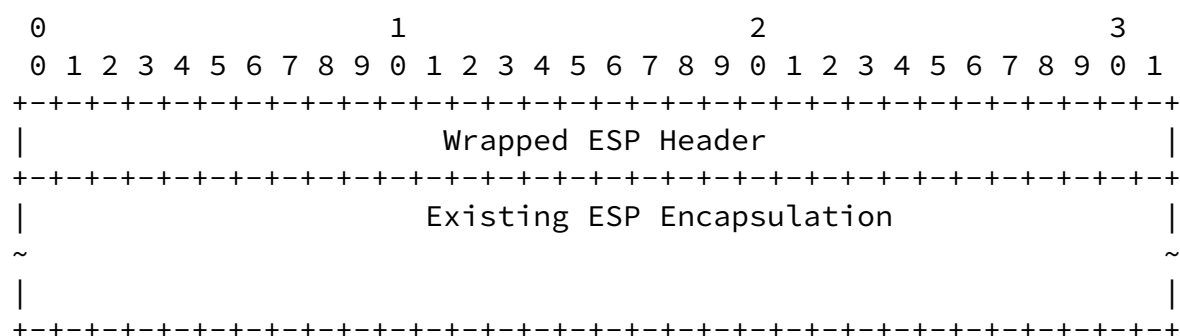 0                   1                   2                   3
 0 1 2 3 4 5 6 7 8 9 0 1 2 3 4 5 6 7 8 9 0 1 2 3 4 5 6 7 8 9 0 1
+-+-+-+-+-+-+-+-+-+-+-+-+-+-+-+-+-+-+-+-+-+-+-+-+-+-+-+-+-+-+-+-+
|                       Wrapped ESP Header                      |
+-+-+-+-+-+-+-+-+-+-+-+-+-+-+-+-+-+-+-+-+-+-+-+-+-+-+-+-+-+-+-+-+
|                      Existing ESP Encapsulation               |
~                                                               ~
|                                                               |
+-+-+-+-+-+-+-+-+-+-+-+-+-+-+-+-+-+-+-+-+-+-+-+-+-+-+-+-+-+-+-+-+